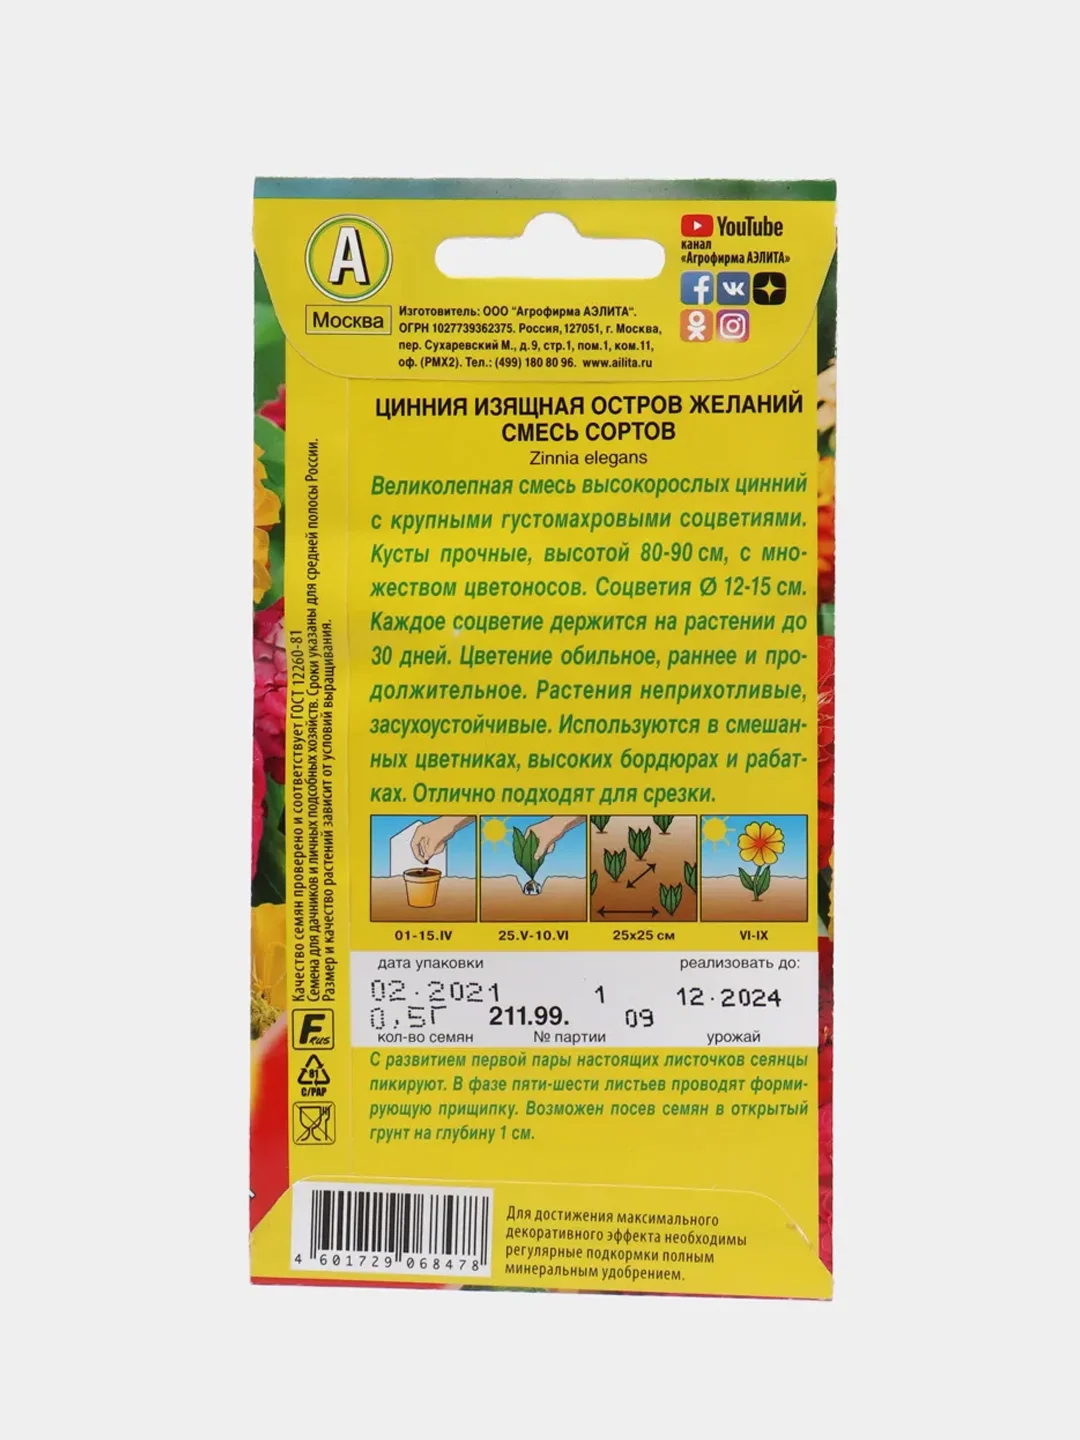 А
Москва
YouTube
канал
«Агрофирма АЭЛИТА»
Изготовитель: ООО "Агрофирма АЭЛИТА".
ОГРН 1027739362375. Россия,127051, г. Москва,
пер. Сухаревский М., д.9, стр.1, пом.1, ком.11,
оф. (РМХ2). Тел.: (499) 180 80 96. www.ailita.ru
ЦИННИЯ ИЗЯЩНАЯ ОСТРОВ ЖЕЛАНИЙ
СМЕСЬ СОРТОВ
Zinnia elegans
Великолепная смесь высокорослых цинний
с крупными густомахровыми соцветиями.
Кусты прочные, высотой 80-90 см, с мно-
жеством цветоносов. Соцветия Ø 12-15 см.
Каждое соцветие держится на растении до
30 дней. Цветение обильное, раннее и про-
должительное. Растения неприхотливые,
засухоустойчивые. Используются в смешан-
ных цветниках, высоких бордюрах и рабат-
ках. Отлично подходят для срезки.
01-15.IV
25.V-10.VI
25x25 см
VI-IX
дата упаковки
реализовать до:
02.2021
211.99.
1
09
12.2024
0,5Г
кол-во семян
№ партии
урожай
С развитием первой пары настоящих листочков сеянцы
пикируют. В фазе пяти-шести листьев проводят форми-
рующую прищипку. Возможен посев семян в открытый
грунт на глубину 1 см.
Качество семян проверено и соответствует ГОСТ 12260-81
Семена для дачников и личных подсобных хозяйств. Сроки указаны для средней полосы России.
Размер и качество растений зависит от условий выращивания.
F RUS
81
C/PAP
4 601729 068478
Для достижения максимального
декоративного эффекта необходимы
регулярные подкормки полным
минеральным удобрением.